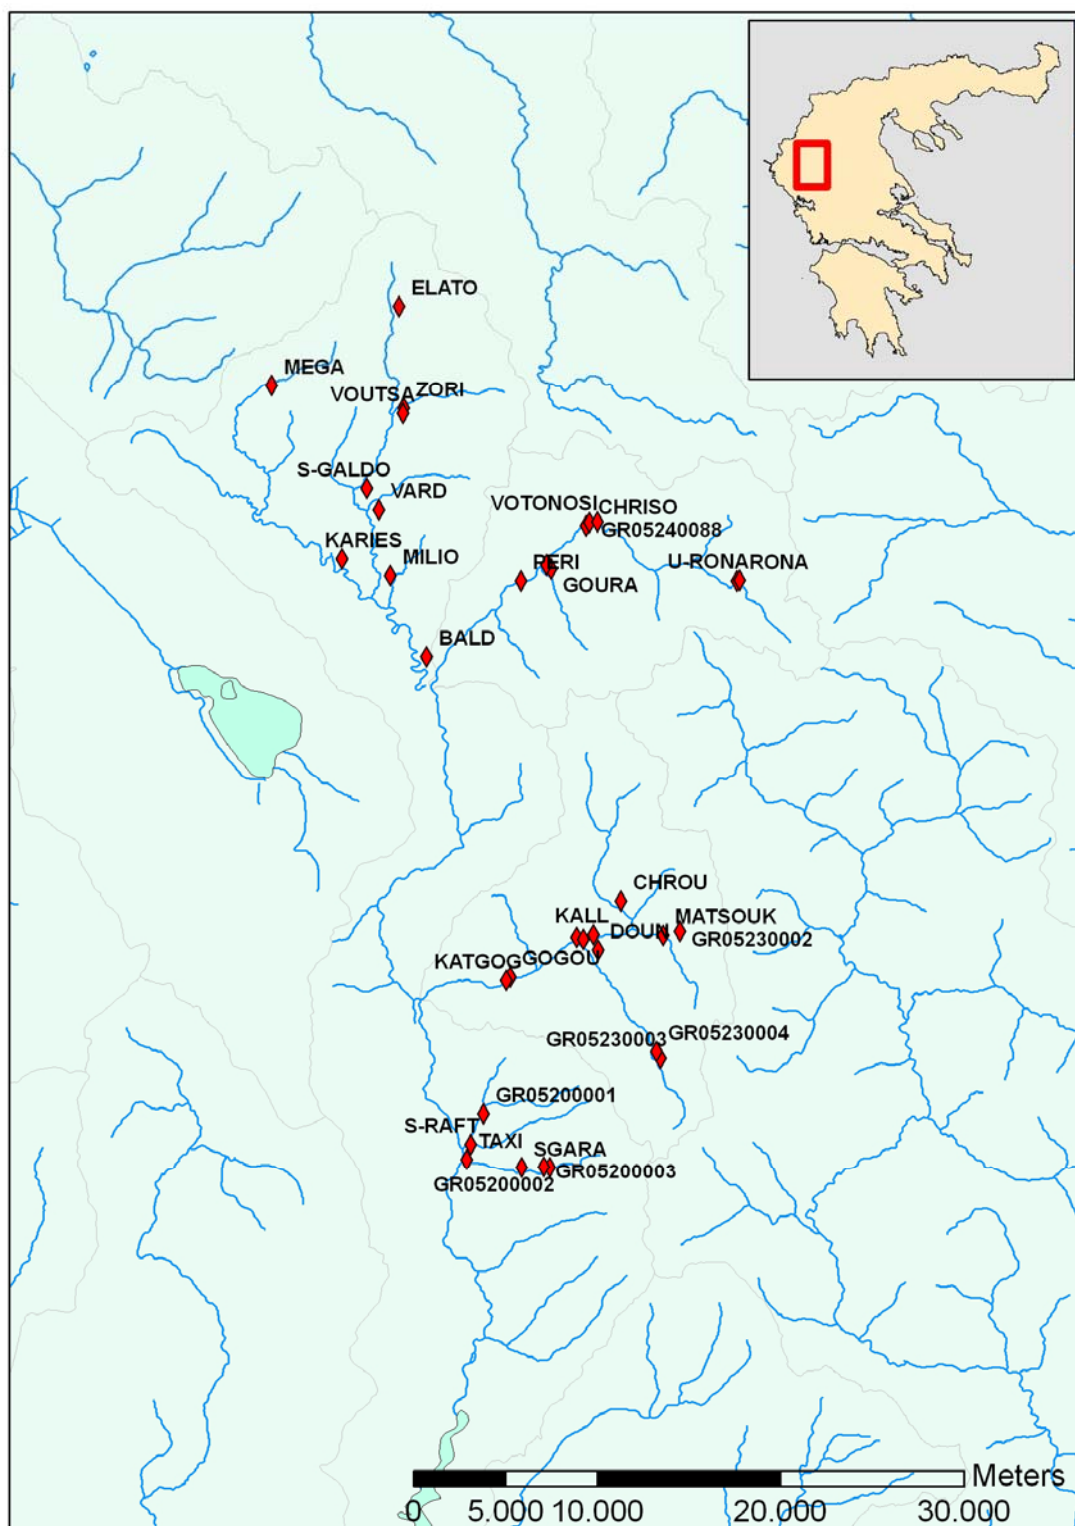 ELATO
MEGA
VOUTSA
ZORI
S-GALDO
VARD
VOTONOSI
CHRISO
GR05240088
KARIES
MILIO
PERI
GOURA
U-RONARONA
BALD
CHROU
KALL
DOUN
MATSOUK
GR05230002
KATGOG
GOGOU
GR05230003
GR05230004
GR05200001
S-RAFT
TAXI
SGARA
GR05200003
GR05200002
Meters
0 5.000 10.000 20.000 30.000